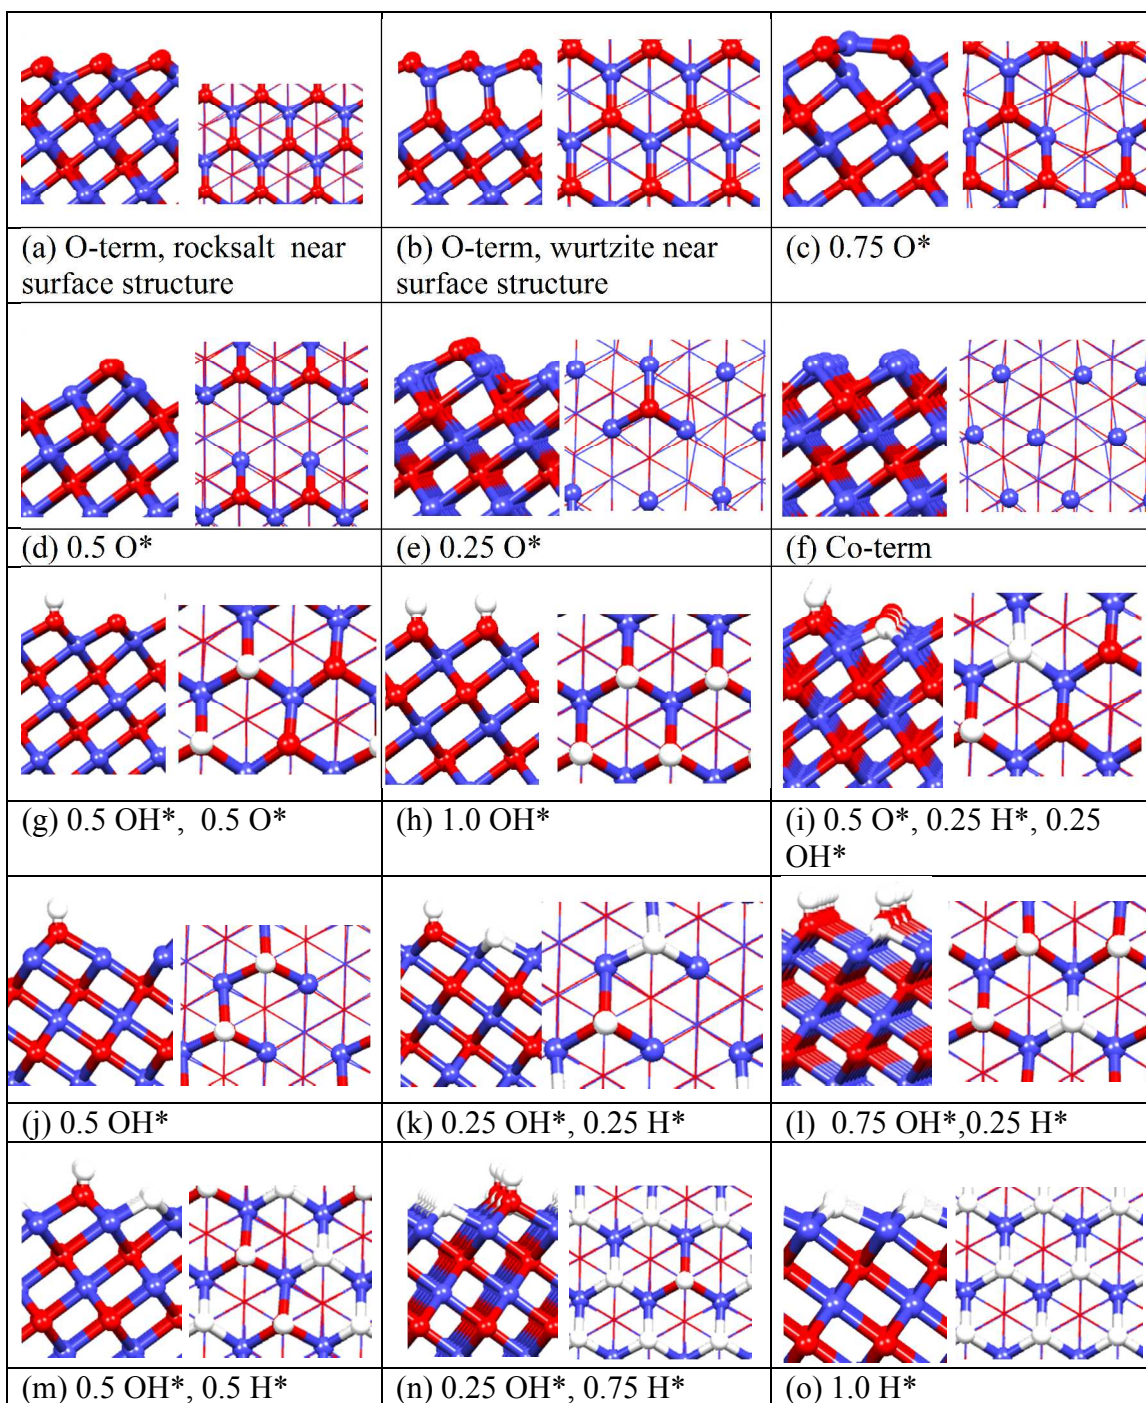 (a) O-term, rocksalt near
surface structure
(b) O-term, wurtzite near
surface structure
(c) 0.75 O*
(d) 0.5 O*
(e) 0.25 O*
(f) Co-term
(g) 0.5 OH*, 0.5 O*
(h) 1.0 OH*
(i) 0.5 O*, 0.25 H*, 0.25
OH*
(j) 0.5 OH*
(k) 0.25 OH*, 0.25 H*
(l) 0.75 OH*,0.25 H*
(m) 0.5 OH*, 0.5 H*
(n) 0.25 OH*, 0.75 H*
(o) 1.0 H*